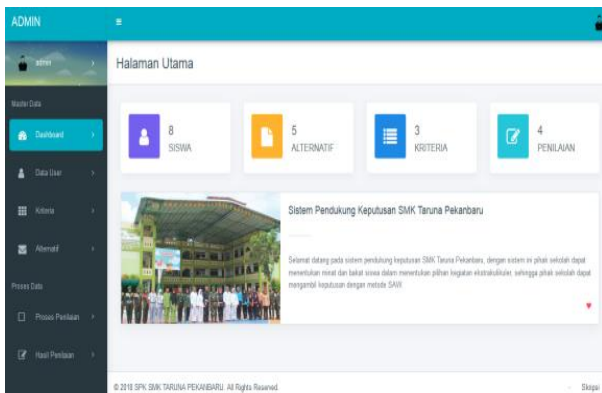 ADMIN
admin
Halaman Utama
Master Data
Dashboard
Data User
Kriteria
Alternatif
Proses Data
Proses Penilaian
Hasil Penilaian
8
SISWA
5
ALTERNATIF
3
KRITERIA
4
PENILAIAN
Sistem Pendukung Keputusan SMK Taruna Pekanbaru
Selamat datang pada sistem pendukung keputusan SMK Taruna Pekanbaru, dengan sistem ini pihak sekolah dapat
menentukan minat dan bakat siswa dalam menentukan pilihan kegiatan ekstrakulikuler, sehingga pihak sekolah dapat
mengambil keputusan dengan metode SAW
© 2018 SPK SMK TARUNA PEKANBARU. All Rights Reserved.
- Skripsi